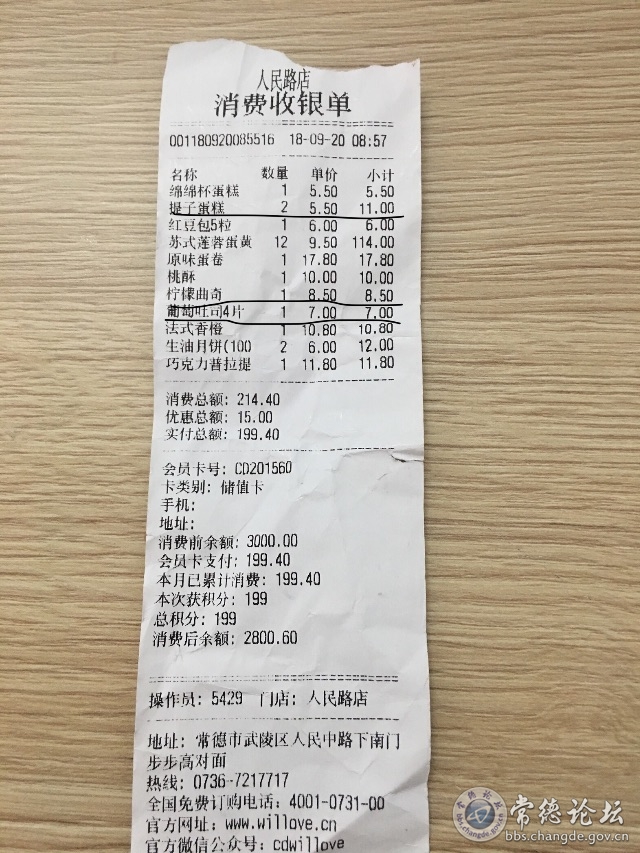 人民路店
消费收银单
001180920085516 18-09-20 08:57
名称 数量 单价 小计
绵绵杯蛋糕 1 5.50 5.50
提子蛋糕 2 5.50 11.00
红豆包5粒 1 6.00 6.00
苏式莲蓉蛋黄 12 9.50 114.00
原味蛋卷 1 17.80 17.80
桃酥 1 10.00 10.00
柠檬曲奇 1 8.50 8.50
葡萄吐司4片 1 7.00 7.00
法式香橙 1 10.80 10.80
生油月饼(100 2 6.00 12.00
巧克力普拉提 1 11.80 11.80
消费总额: 214.40
优惠总额: 15.00
实付总额: 199.40
会员卡号: CD201560
卡类别: 储值卡
手机:
地址:
消费前余额: 3000.00
会员卡支付: 199.40
本月已累计消费: 199.40
本次获积分: 199
总积分: 199
消费后余额: 2800.60
操作员: 5429 门店: 人民路店
地址: 常德市武陵区人民中路下南门
步步高对面
热线: 0736-7217717
全国免费订购电话: 4001-0731-00
官方网址: www.willove.cn
官方微信公众号: cdwillove
常德论坛
bbs.changde.gov.cn